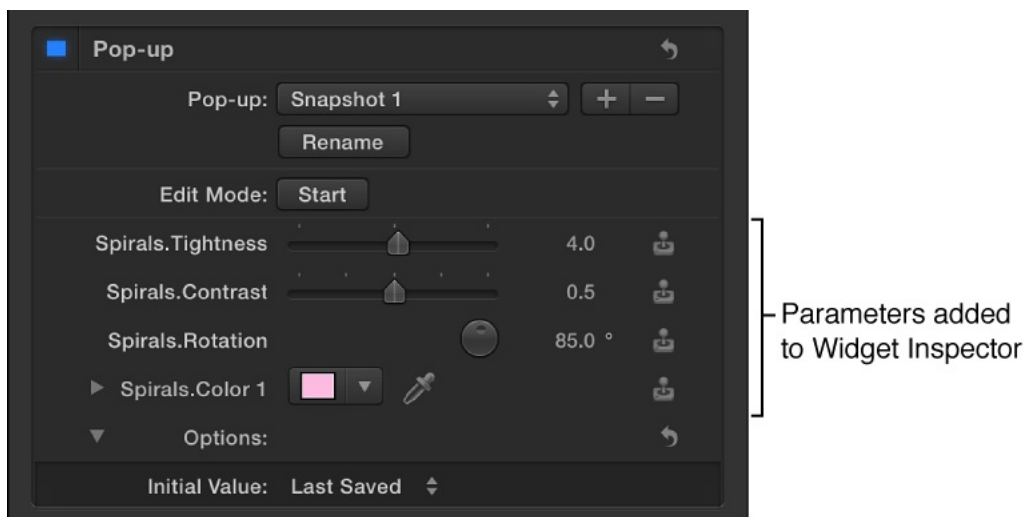 Pop-up
Pop-up: Snapshot 1 + −
Rename
Edit Mode: Start
Spirals.Tightness 4.0
Spirals.Contrast 0.5
Spirals.Rotation 85.0 °
Spirals.Color 1
Options:
Initial Value: Last Saved
Parameters added
to Widget Inspector